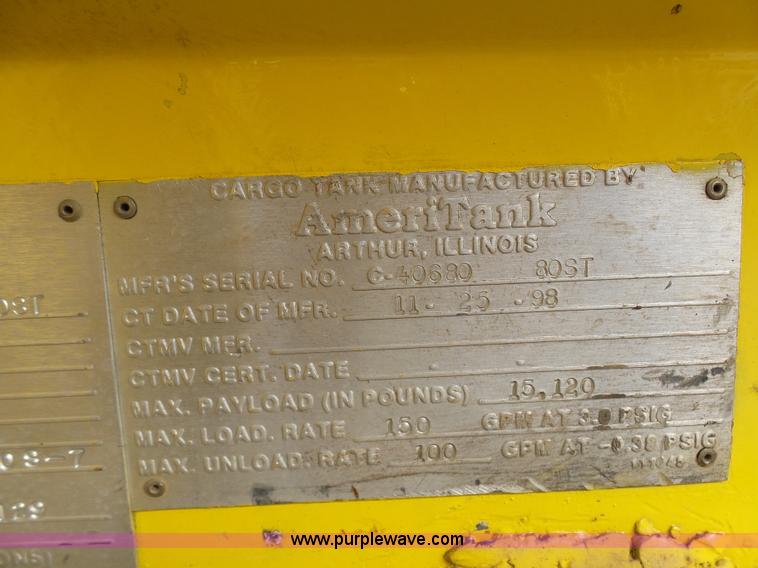 CARGO TANK MANUFACTURED BY
AmeriTank
ARTHUR, ILLINOIS
MFR'S SERIAL NO. C-40680 80ST
CT DATE OF MFR. 11 - 25 - 98
CTMV MFR.
CTMV CERT. DATE
MAX. PAYLOAD (IN POUNDS) 15,120
MAX. LOAD. RATE 150 GPM AT 3.0 PSIG
MAX. UNLOAD. RATE 100 GPM AT -0.38 PSIG
www.purplewave.com